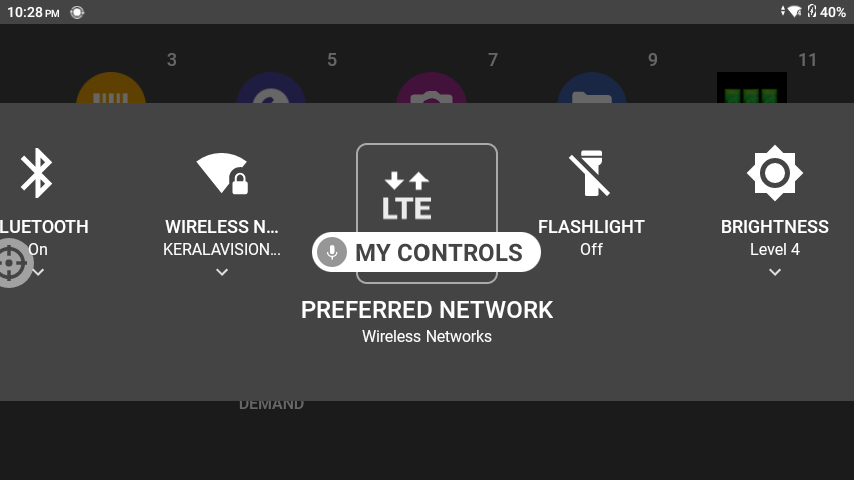 10:28 PM
40%
3
5
7
9
11
LTE
LUETOOTH
On
WIRELESS N...
KERALAVISION...
MY CONTROLS
FLASHLIGHT
Off
BRIGHTNESS
Level 4
PREFERRED NETWORK
Wireless Networks
DEMAND